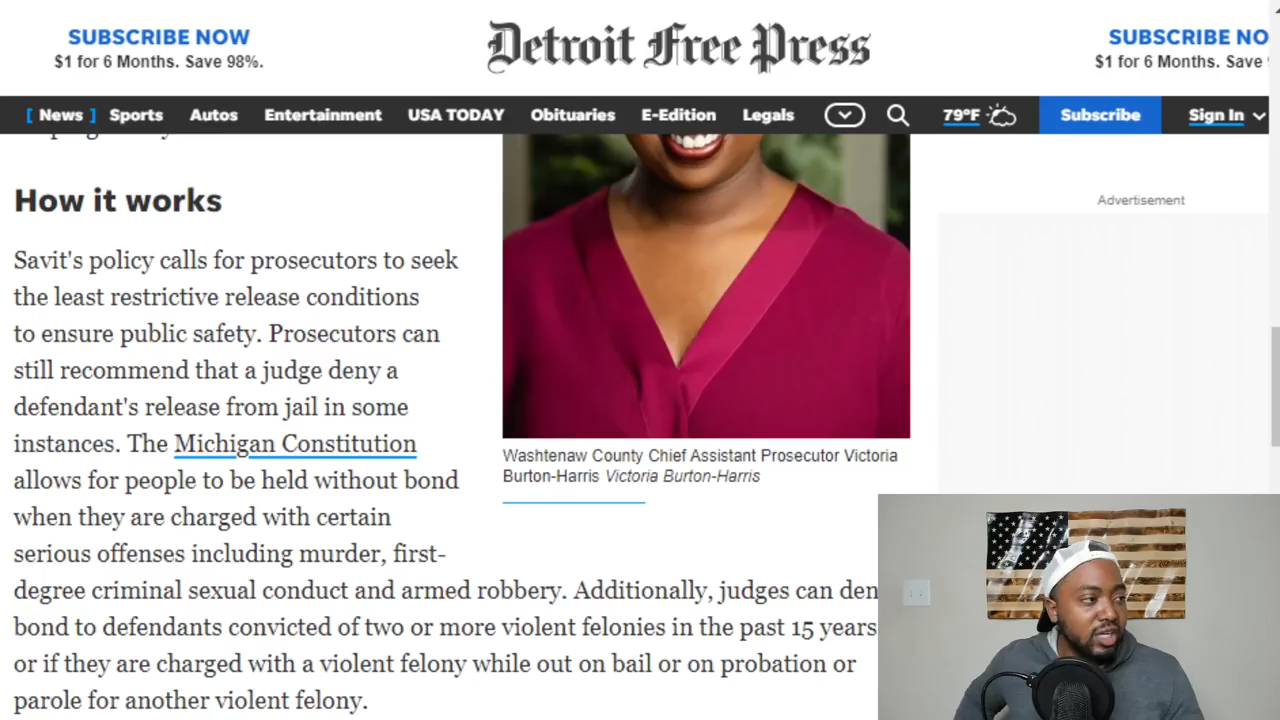 SUBSCRIBE NOW
$1 for 6 Months. Save 98%.
Detroit Free Press
SUBSCRIBE NO
$1 for 6 Months. Save
[ News ] Sports Autos Entertainment USA TODAY Obituaries E-Edition Legals 79°F Subscribe Sign In
How it works
Savit's policy calls for prosecutors to seek
the least restrictive release conditions
to ensure public safety. Prosecutors can
still recommend that a judge deny a
defendant's release from jail in some
instances. The Michigan Constitution
allows for people to be held without bond
when they are charged with certain
serious offenses including murder, first-
degree criminal sexual conduct and armed robbery. Additionally, judges can den
bond to defendants convicted of two or more violent felonies in the past 15 years
or if they are charged with a violent felony while out on bail or on probation or
parole for another violent felony.
Washtenaw County Chief Assistant Prosecutor Victoria
Burton-Harris Victoria Burton-Harris
Advertisement